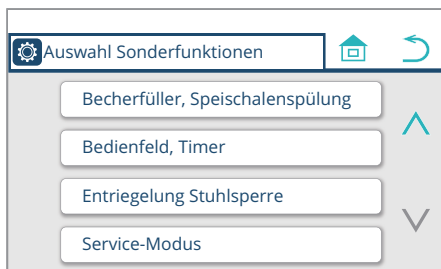 Auswahl Sonderfunktionen
Becherfüller, Speischalenspülung
Bedienfeld, Timer
Entriegelung Stuhlsperre
Service-Modus